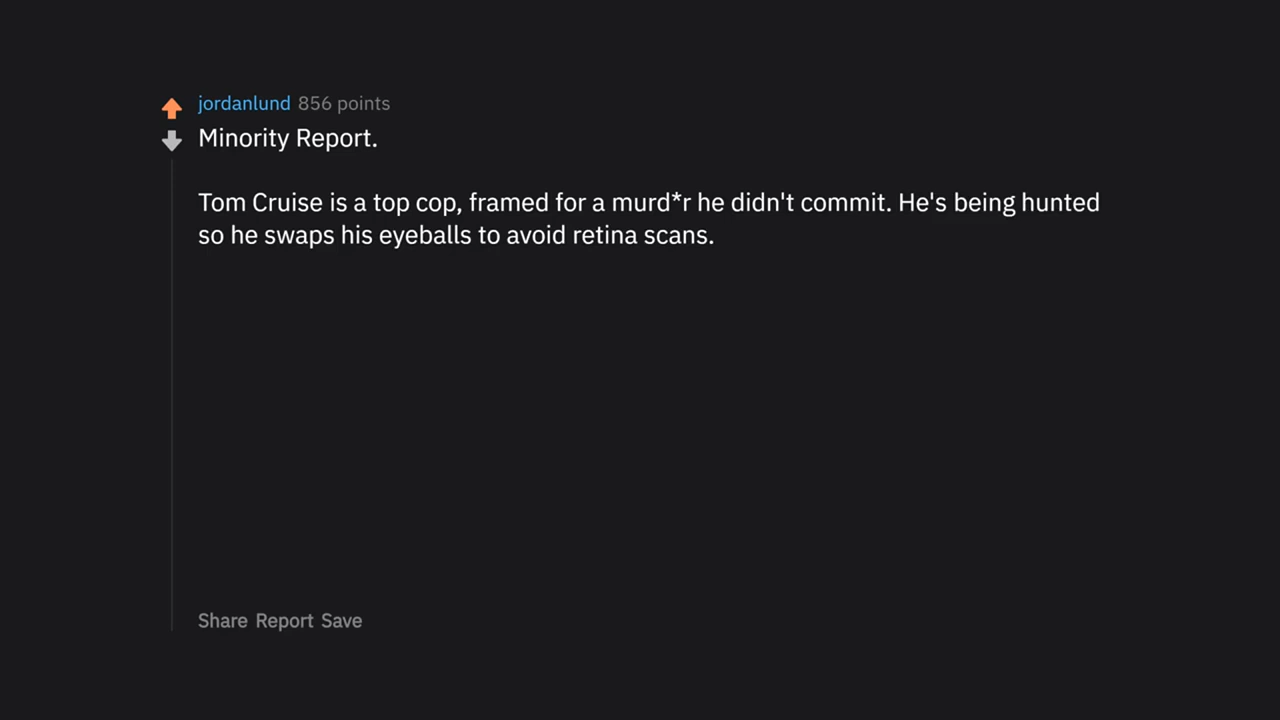 jordanlund 856 points
Minority Report.
Tom Cruise is a top cop, framed for a murd*r he didn't commit. He's being hunted
so he swaps his eyeballs to avoid retina scans.
Share Report Save